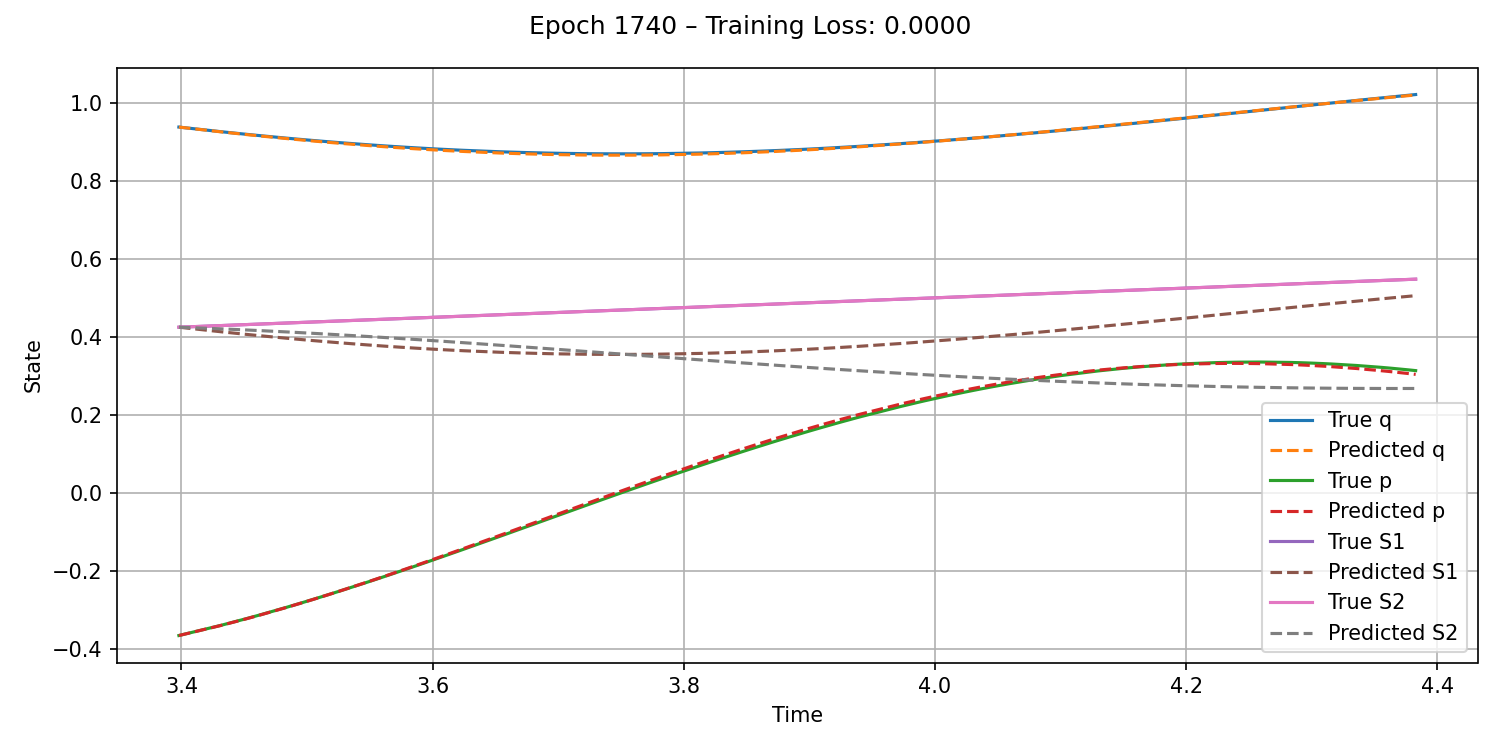 Epoch 1740 – Training Loss: 0.0000
State
1.0
0.8
0.6
0.4
0.2
0.0
−0.2
−0.4
True q
Predicted q
True p
Predicted p
True S1
Predicted S1
True S2
Predicted S2
3.4 3.6 3.8 4.0 4.2 4.4
Time